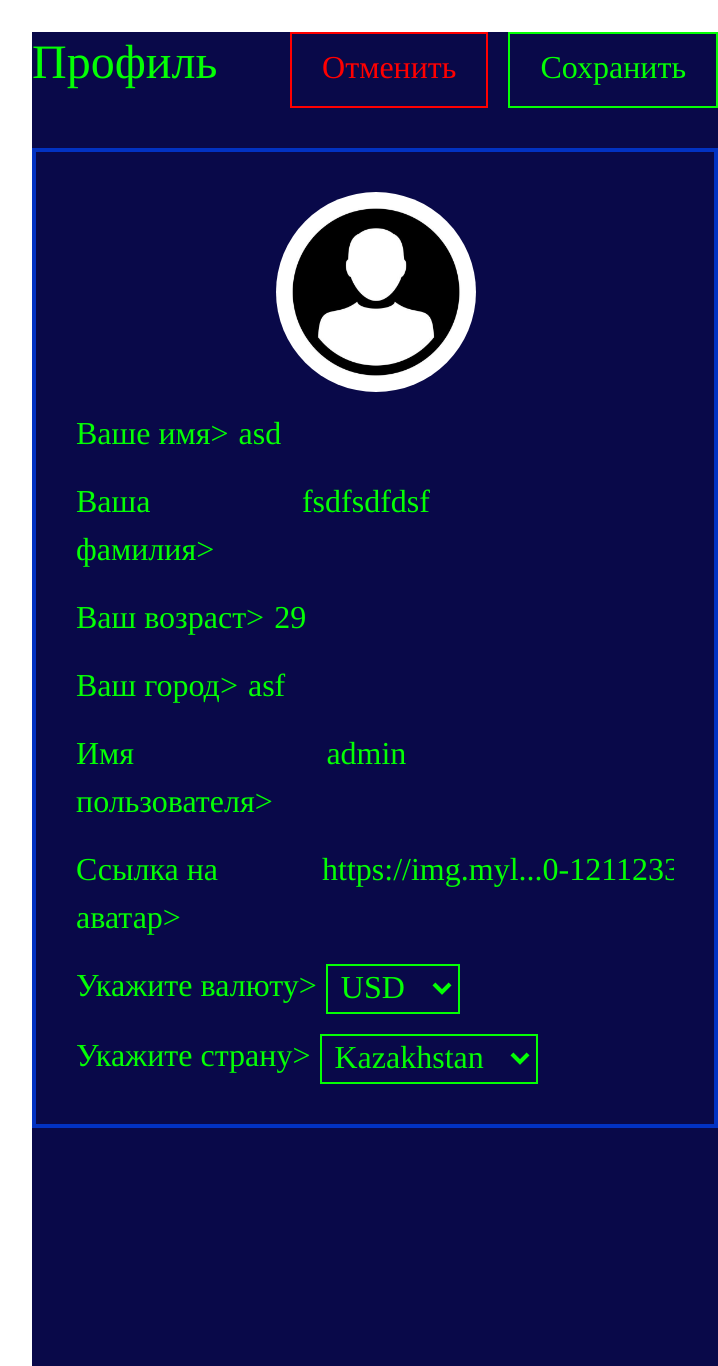 Профиль Отменить Сохранить
Ваше имя> asd
Ваша фамилия> fsdfsdfdsf
Ваш возраст> 29
Ваш город> asf
Имя пользователя> admin
Ссылка на аватар> https://img.myl...0-1211233
Укажите валюту> USD
Укажите страну> Kazakhstan